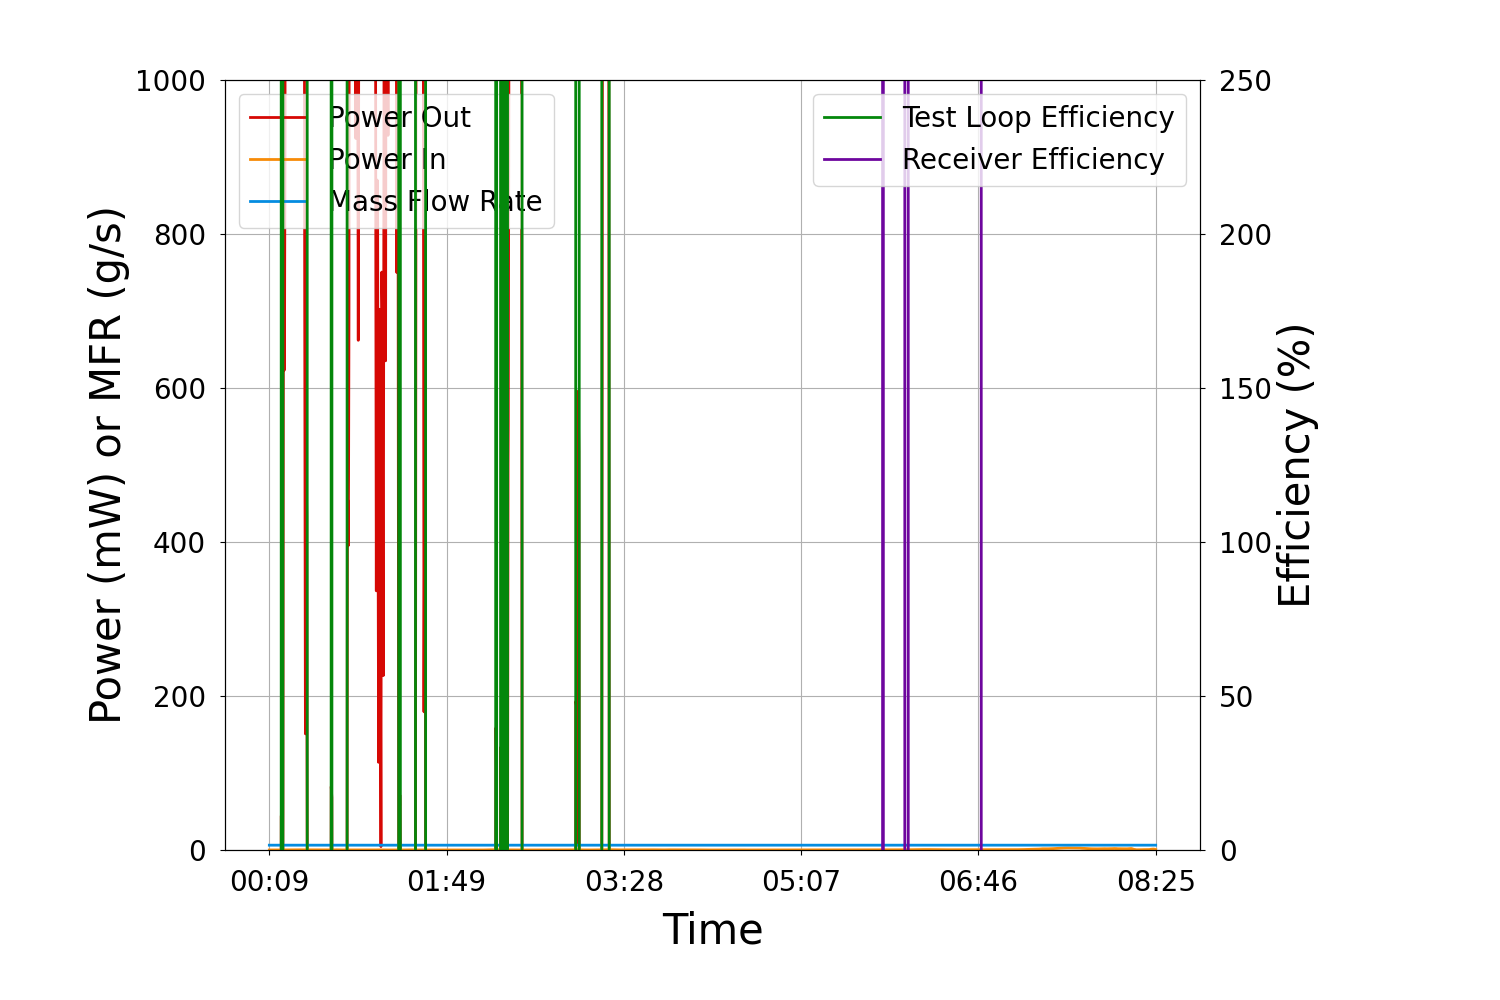 1000
800
600
400
200
0
Power (mW) or MFR (g/s)
Power Out
Power In
Mass Flow Rate
Test Loop Efficiency
Receiver Efficiency
250
200
150
100
50
0
Efficiency (%)
00:09 01:49 03:28 05:07 06:46 08:25
Time